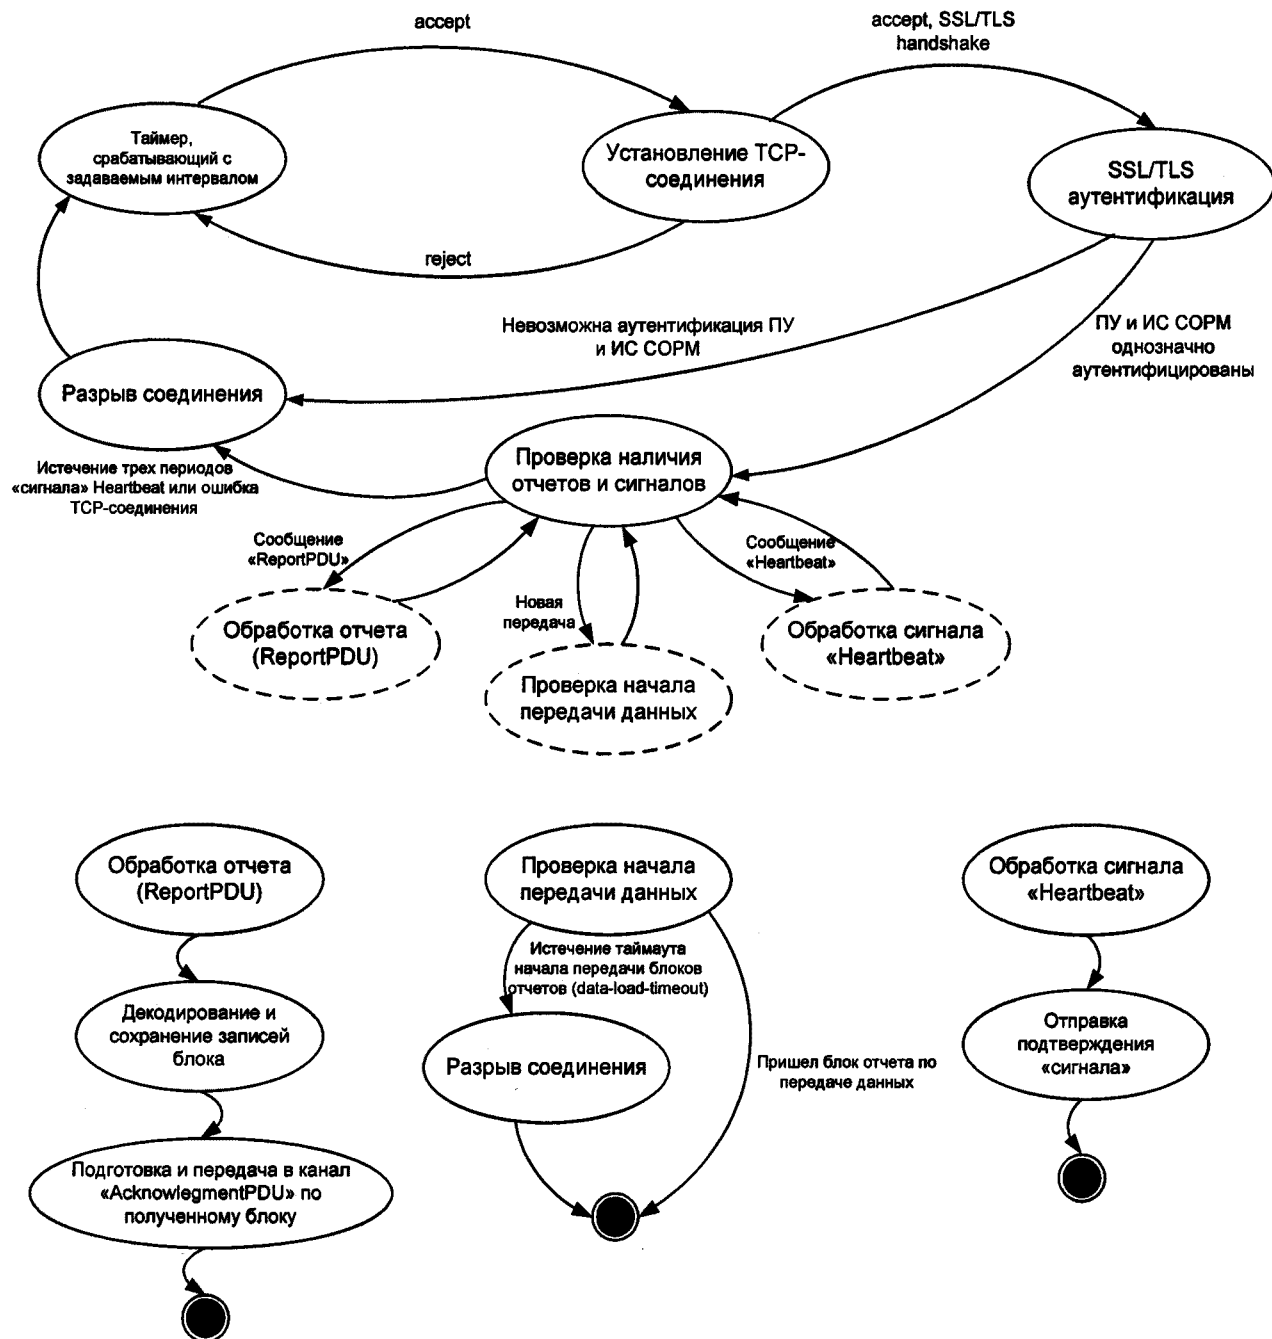 accept
accept, SSL/TLS
handshake
Таймер,
срабатывающий с
задаваемым интервалом
Установление TCP-
соединения
SSL/TLS
аутентификация
reject
Невозможна аутентификация ПУ
и ИС СОРМ
ПУ и ИС СОРМ
однозначно
аутентифицированы
Разрыв соединения
Проверка наличия
отчетов и сигналов
Истечение трех периодов
«сигнала» Heartbeat или ошибка
TCP-соединения
Сообщение
«ReportPDU»
Сообщение
«Heartbeat»
Новая
передача
Обработка отчета
(ReportPDU)
Обработка сигнала
«Heartbeat»
Проверка начала
передачи данных
Обработка отчета
(ReportPDU)
Проверка начала
передачи данных
Обработка сигнала
«Heartbeat»
Истечение таймаута
начала передачи блоков
отчетов (data-load-timeout)
Декодирование и
сохранение записей
блока
Отправка
подтверждения
«сигнала»
Разрыв соединения
Пришел блок отчета по
передаче данных
Подготовка и передача в канал
«AcknowlegmentPDU» по
полученному блоку